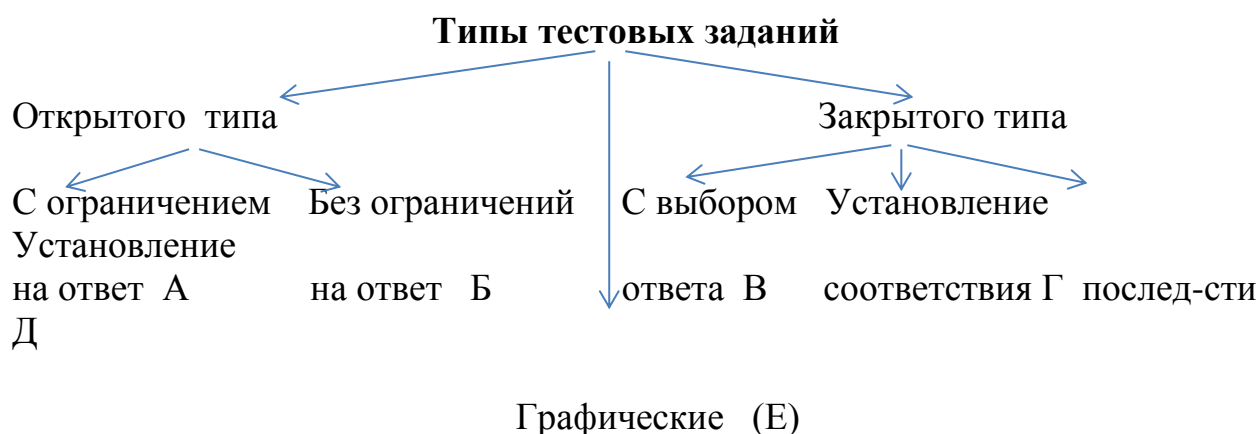 Типы тестовых заданий
Открытого типа Закрытого типа
С ограничением Без ограничений С выбором Установление
Установление
на ответ А на ответ Б ответа В соответствия Г послед-сти
Д
Графические (Е)